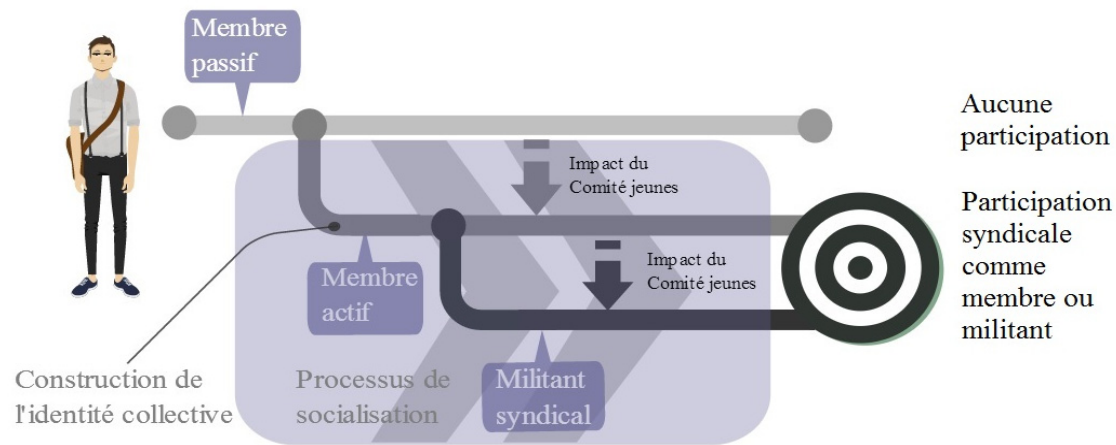 Membre
passif
Aucune
participation
Impact du
Comité jeunes
Participation
syndicale
comme
membre ou
militant
Impact du
Comité jeunes
Membre
actif
Construction de
l'identité collective
Processus de
socialisation
Militant
syndical